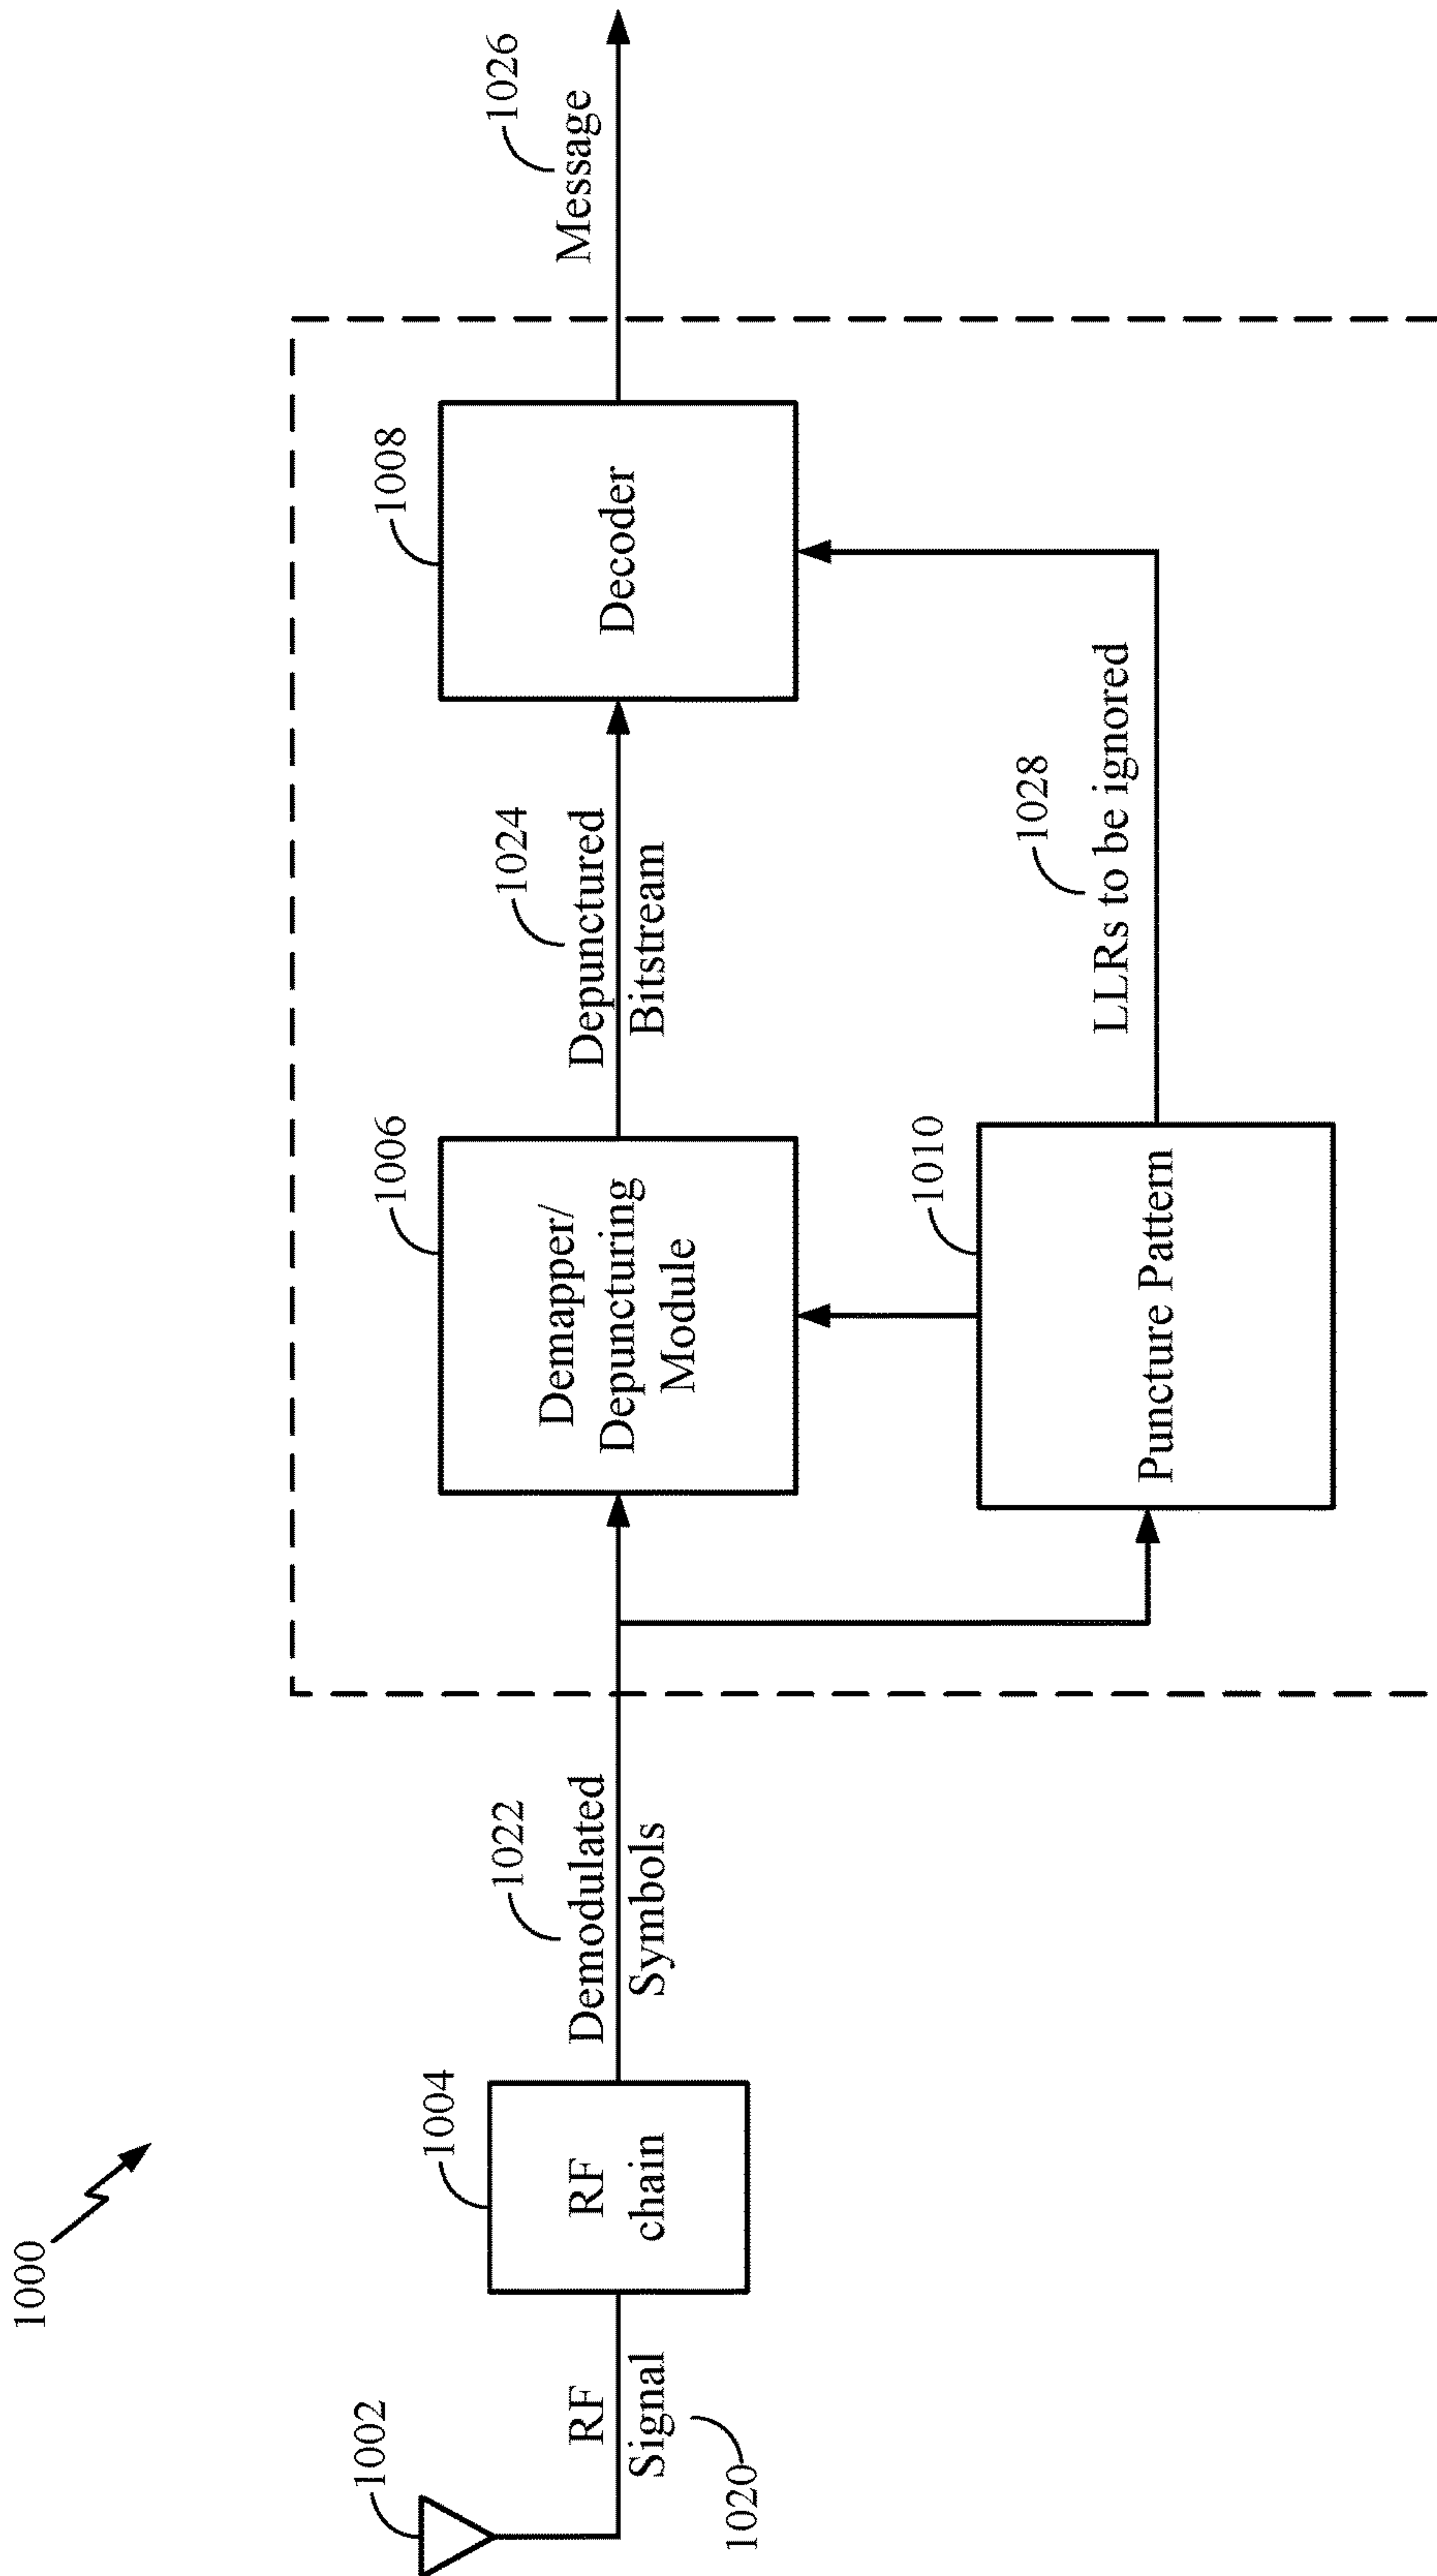 1000
1002
RF
Signal
1020
1004
RF
chain
1022
Demodulated
Symbols
1006
Demapper/
Depuncturing
Module
1024
Depunctured
Bitstream
1008
Decoder
1026
Message
1010
Puncture Pattern
1028
LLRs to be ignored